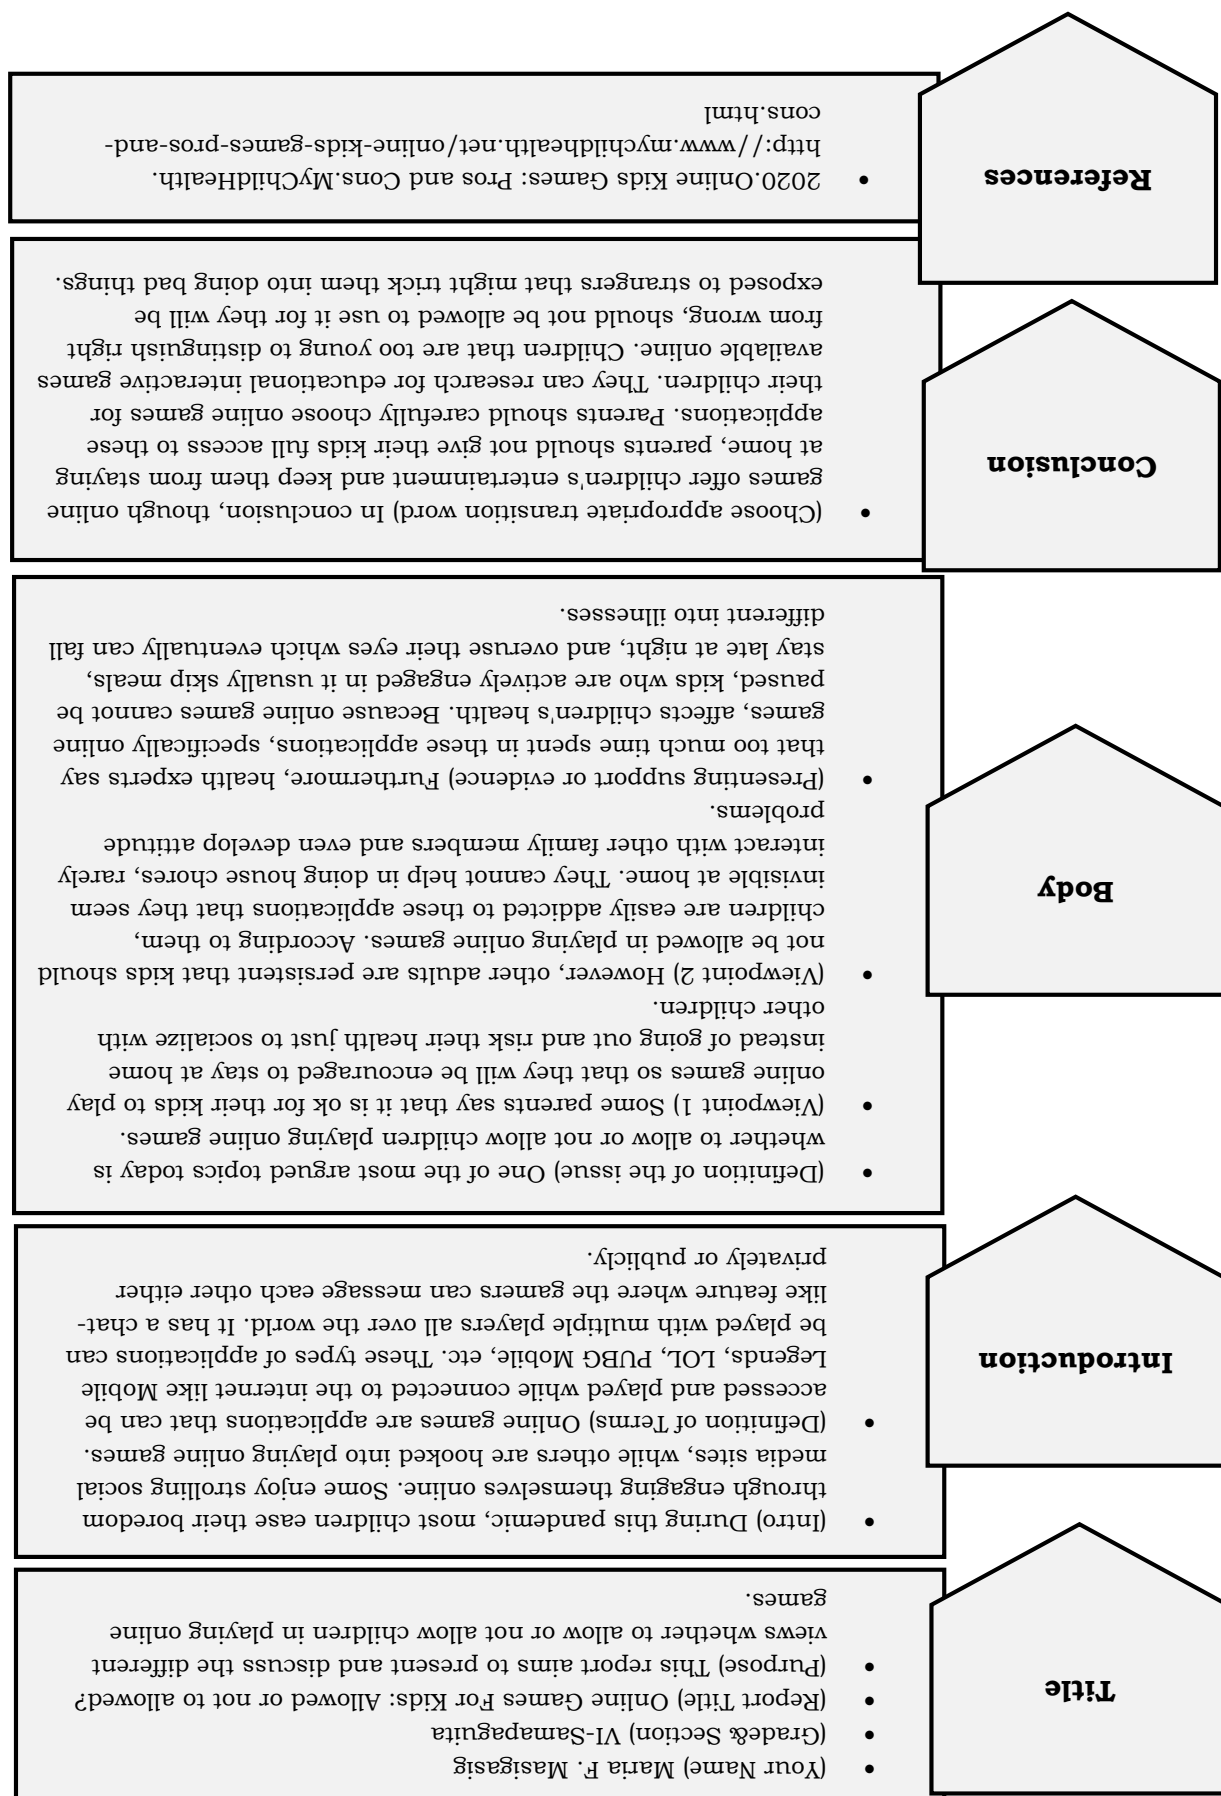 Title
• (Your Name) Maria F. Masigasig
• (Grade& Section) VI-Samapaguita
• (Report Title) Online Games For Kids: Allowed or not to allowed?
• (Purpose) This report aims to present and discuss the different
views whether to allow or not allow children in playing online
games.
Introduction
• (Intro) During this pandemic, most children ease their boredom
through engaging themselves online. Some enjoy strolling social
media sites, while others are hooked into playing online games.
• (Definition of Terms) Online games are applications that can be
accessed and played while connected to the internet like Mobile
Legends, LOL, PUBG Mobile, etc. These types of applications can
be played with multiple players all over the world. It has a chat-
like feature where the gamers can message each other either
privately or publicly.
Body
• (Definition of the issue) One of the most argued topics today is
whether to allow or not allow children playing online games.
• (Viewpoint 1) Some parents say that it is ok for their kids to play
online games so that they will be encouraged to stay at home
instead of going out and risk their health just to socialize with
other children.
• (Viewpoint 2) However, other adults are persistent that kids should
not be allowed in playing online games. According to them,
children are easily addicted to these applications that they seem
invisible at home. They cannot help in doing house chores, rarely
interact with other family members and even develop attitude
problems.
• (Presenting support or evidence) Furthermore, health experts say
that too much time spent in these applications, specifically online
games, affects children's health. Because online games cannot be
paused, kids who are actively engaged in it usually skip meals,
stay late at night, and overuse their eyes which eventually can fall
different into illnesses.
Conclusion
• (Choose appropriate transition word) In conclusion, though online
games offer children's entertainment and keep them from staying
at home, parents should not give their kids full access to these
applications. Parents should carefully choose online games for
their children. They can research for educational interactive games
available online. Children that are too young to distinguish right
from wrong, should not be allowed to use it for they will be
exposed to strangers that might trick them into doing bad things.
References
• 2020.Online Kids Games: Pros and Cons.MyChildHealth.
http://www.mychildhealth.net/online-kids-games-pros-and-
cons.html